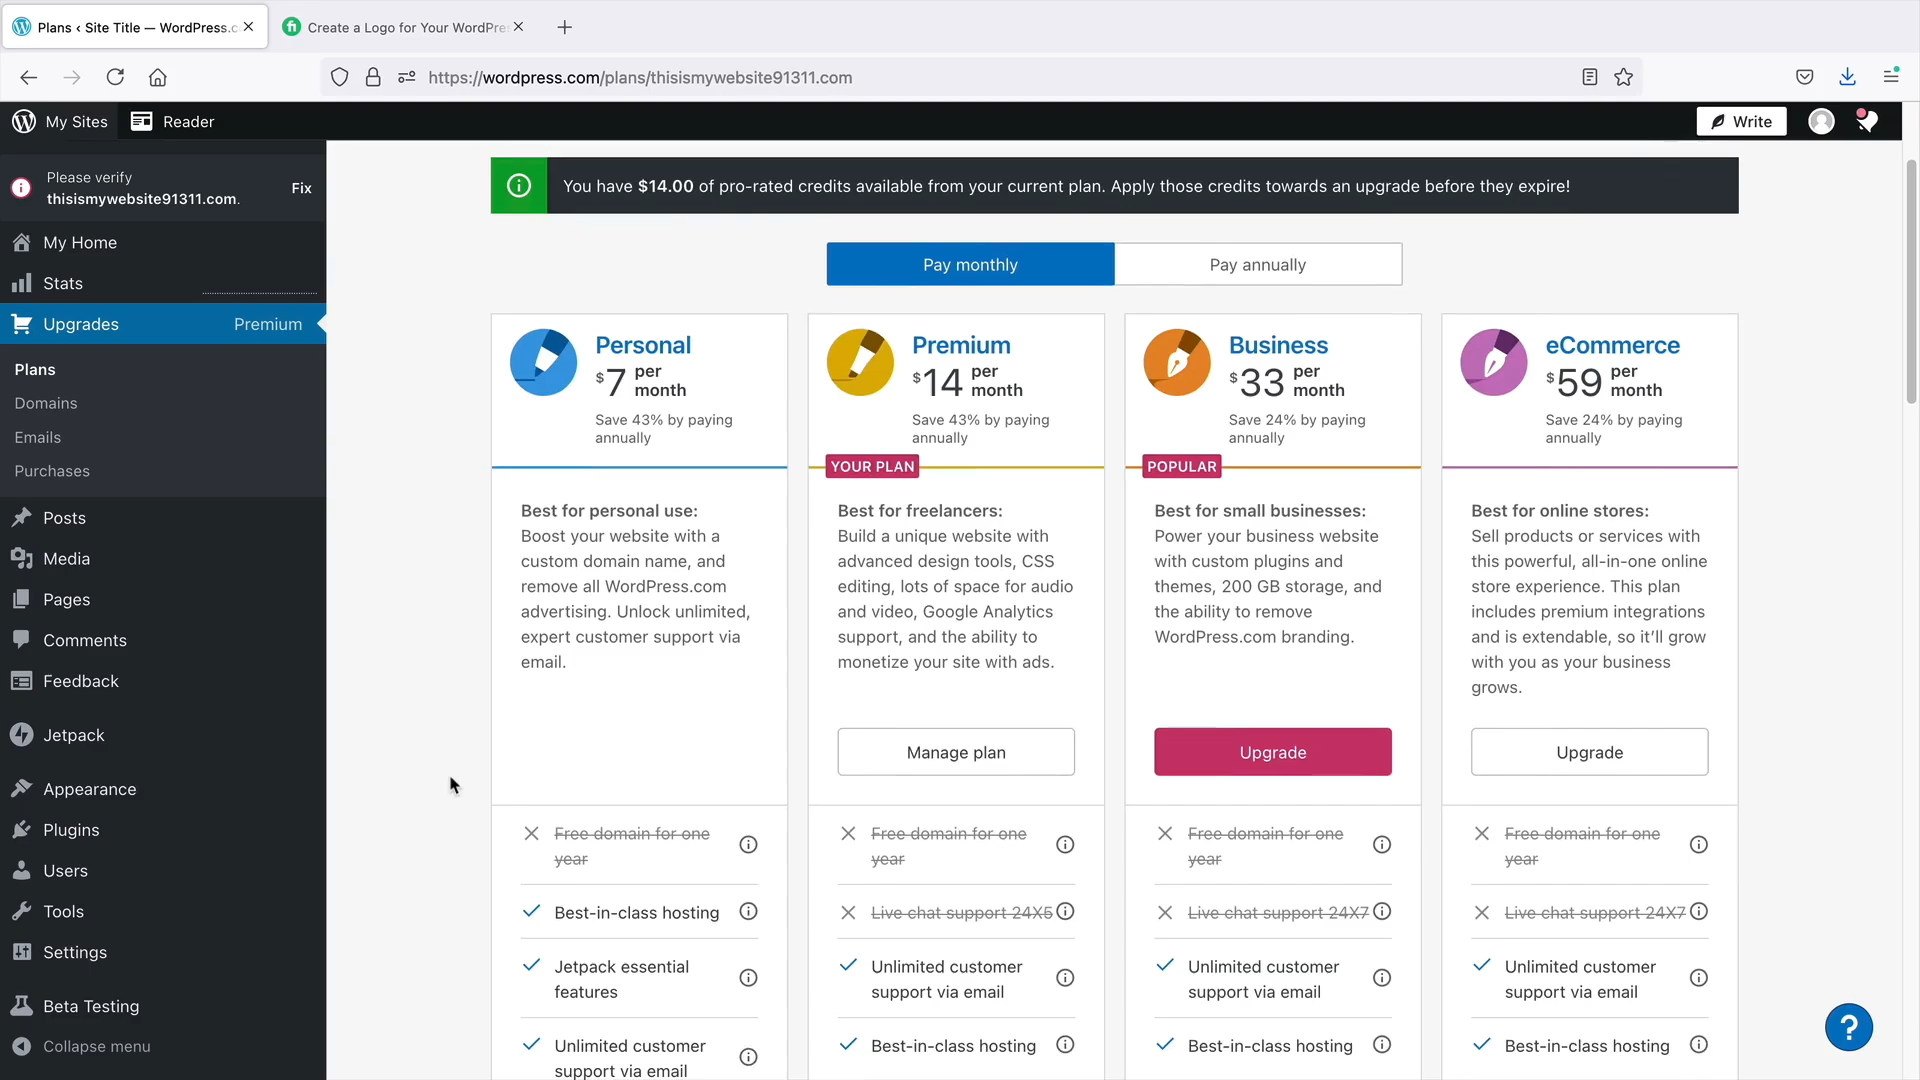 Plans ‹ Site Title — WordPress.c
Create a Logo for Your WordPre
https://wordpress.com/plans/thisismywebsite91311.com
My Sites
Reader
Write
Please verify
thisismywebsite91311.com.
Fix
My Home
Stats
Upgrades
Premium
Plans
Domains
Emails
Purchases
Posts
Media
Pages
Comments
Feedback
Jetpack
Appearance
Plugins
Users
Tools
Settings
Beta Testing
Collapse menu
You have $14.00 of pro-rated credits available from your current plan. Apply those credits towards an upgrade before they expire!
Pay monthly
Pay annually
Personal
$7 per
month
Save 43% by paying
annually
Best for personal use:
Boost your website with a
custom domain name, and
remove all WordPress.com
advertising. Unlock unlimited,
expert customer support via
email.
Free domain for one
year
Best-in-class hosting
Jetpack essential
features
Unlimited customer
support via email
Premium
$14 per
month
Save 43% by paying
annually
YOUR PLAN
Best for freelancers:
Build a unique website with
advanced design tools, CSS
editing, lots of space for audio
and video, Google Analytics
support, and the ability to
monetize your site with ads.
Manage plan
Free domain for one
year
Live chat support 24X5
Unlimited customer
support via email
Best-in-class hosting
Business
$33 per
month
Save 24% by paying
annually
POPULAR
Best for small businesses:
Power your business website
with custom plugins and
themes, 200 GB storage, and
the ability to remove
WordPress.com branding.
Upgrade
Free domain for one
year
Live chat support 24X7
Unlimited customer
support via email
Best-in-class hosting
eCommerce
$59 per
month
Save 24% by paying
annually
Best for online stores:
Sell products or services with
this powerful, all-in-one online
store experience. This plan
includes premium integrations
and is extendable, so it'll grow
with you as your business
grows.
Upgrade
Free domain for one
year
Live chat support 24X7
Unlimited customer
support via email
Best-in-class hosting
?